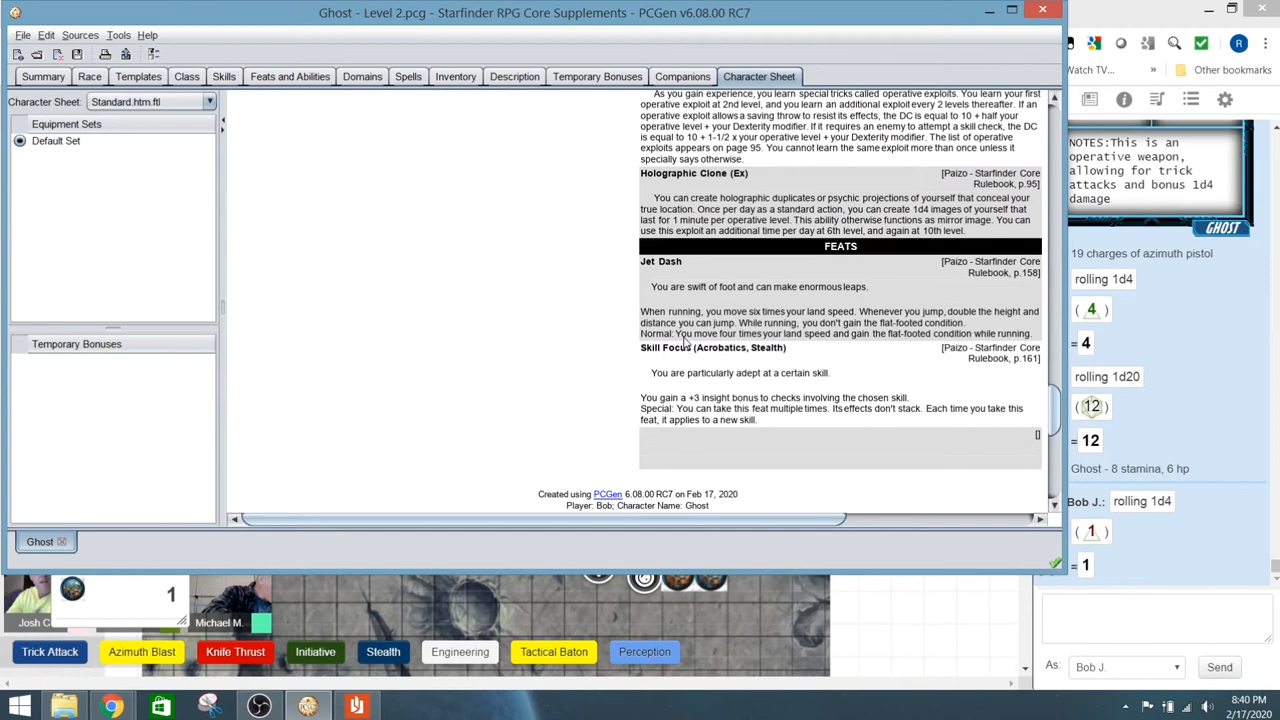 Ghost - Level 2.pcg - Starfinder RPG Core Supplements - PCGen v6.08.00 RC7
File Edit Sources Tools Help
Summary Race Templates Class Skills Feats and Abilities Domains Spells Inventory Description Temporary Bonuses Companions Character Sheet
Character Sheet: Standard.htm.ftl
Equipment Sets
Default Set
Temporary Bonuses
As you gain experience, you learn special tricks called operative exploits. You learn your first
operative exploit at 2nd level, and you learn an additional exploit every 2 levels thereafter. If an
operative exploit allows a saving throw to resist its effects, the DC is equal to 10 + half your
operative level + your Dexterity modifier. If it requires an enemy to attempt a skill check, the DC
is equal to 10 + 1-1/2 x your operative level + your Dexterity modifier. The list of operative
exploits appears on page 95. You cannot learn the same exploit more than once unless it
specially says otherwise.
Holographic Clone (Ex) [Paizo - Starfinder Core
Rulebook, p.95]
You can create holographic duplicates or psychic projections of yourself that conceal your
true location. Once per day as a standard action, you can create 1d4 images of yourself that
last for 1 minute per operative level. This ability otherwise functions as mirror image. You can
use this exploit an additional time per day at 6th level, and again at 10th level.
FEATS
Jet Dash [Paizo - Starfinder Core
Rulebook, p.158]
You are swift of foot and can make enormous leaps.
When running, you move six times your land speed. Whenever you jump, double the height and
distance you can jump. While running, you don't gain the flat-footed condition.
Normal: You move four times your land speed and gain the flat-footed condition while running.
Skill Focus (Acrobatics, Stealth) [Paizo - Starfinder Core
Rulebook, p.161]
You are particularly adept at a certain skill.
You gain a +3 insight bonus to checks involving the chosen skill.
Special: You can take this feat multiple times. Its effects don't stack. Each time you take this
feat, it applies to a new skill.
[]
Created using PCGen 6.08.00 RC7 on Feb 17, 2020
Player: Bob; Character Name: Ghost
Ghost
R
Watch TV... » Other bookmarks
NOTES:This is an
operative weapon,
allowing for trick
attacks and bonus 1d4
damage
GHOST
19 charges of azimuth pistol
rolling 1d4
(4)
= 4
rolling 1d20
(12)
= 12
Ghost - 8 stamina, 6 hp
Bob J.: rolling 1d4
(1)
= 1
As: Bob J. Send
1
Josh C. Michael M.
Trick Attack Azimuth Blast Knife Thrust Initiative Stealth Engineering Tactical Baton Perception
8:40 PM
2/17/2020